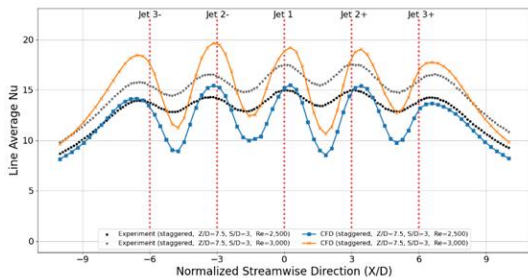 Jet 3- Jet 2- Jet 1 Jet 2+ Jet 3+
20
15
10
5
0
Line Average Nu
Experiment (staggered, Z/D=7.5, S/D=3, Re=2,500) CFD (staggered, Z/D=7.5, S/D=3, Re=2,500)
Experiment (staggered, Z/D=7.5, S/D=3, Re=3,000) CFD (staggered, Z/D=7.5, S/D=3, Re=3,000)
-9 -6 -3 0 3 6 9
Normalized Streamwise Direction (X/D)